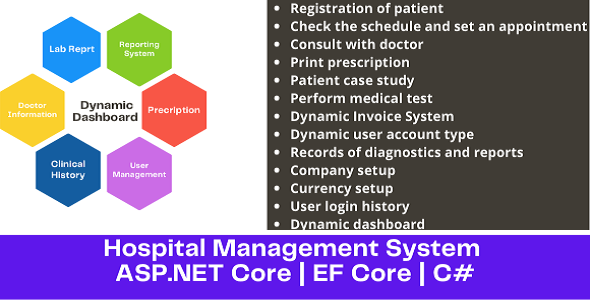 Lab Reprt
Reporting
System
Doctor
Information
Dynamic
Dashboard
Precription
Clinical
History
User
Management
• Registration of patient
• Check the schedule and set an appointment
• Consult with doctor
• Print prescription
• Patient case study
• Perform medical test
• Dynamic Invoice System
• Dynamic user account type
• Records of diagnostics and reports
• Company setup
• Currency setup
• User login history
• Dynamic dashboard
Hospital Management System
ASP.NET Core | EF Core | C#